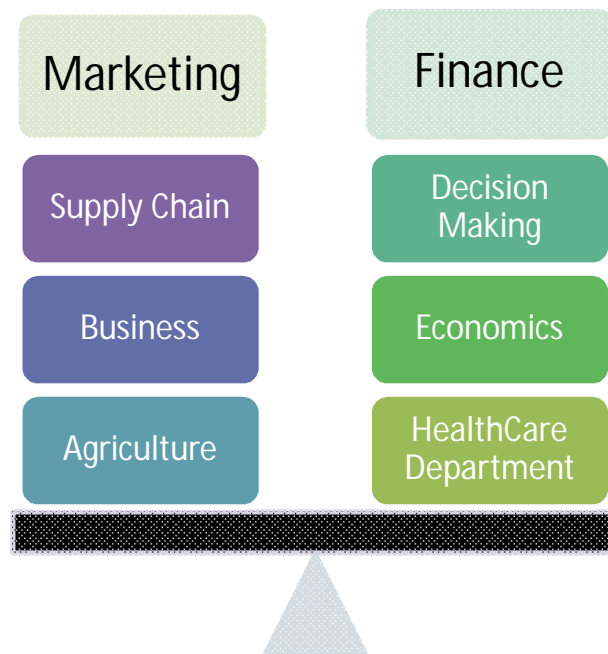 Marketing
Finance
Supply Chain
Decision
Making
Business
Economics
Agriculture
HealthCare
Department